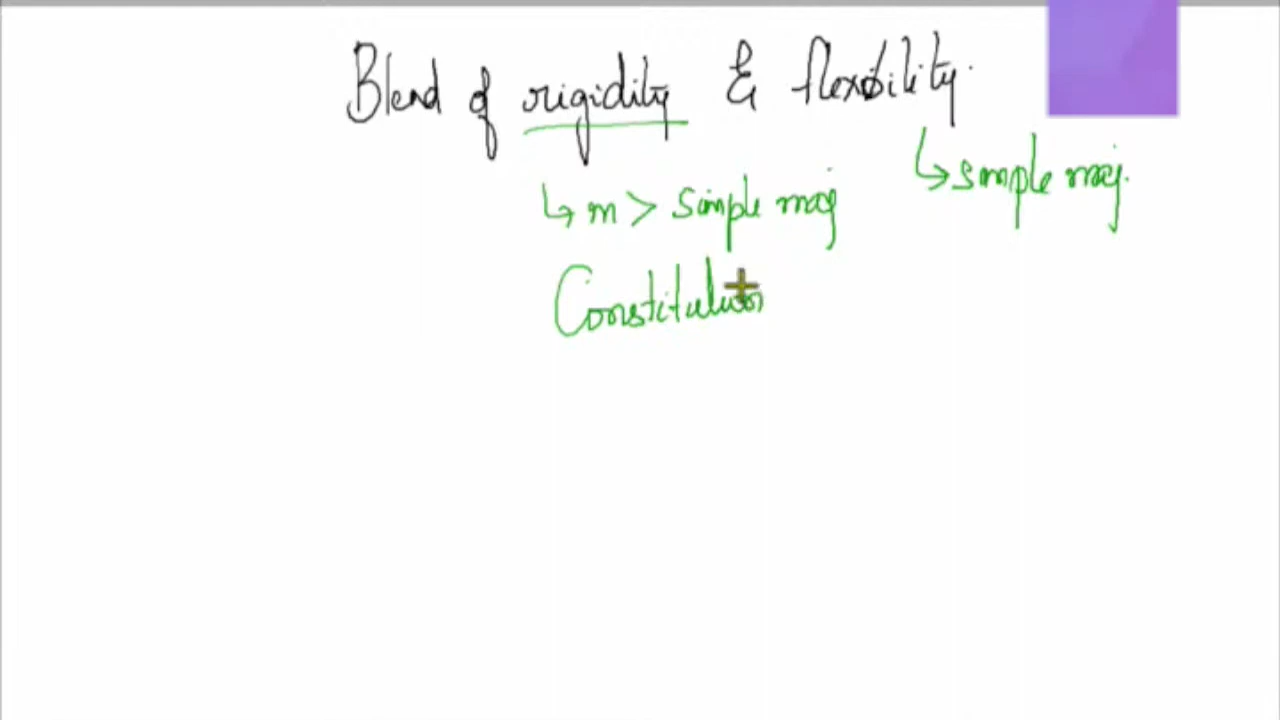 Blend of rigidity & flexibility.
↳ simple maj.
↳ m > simple maj
Constitution